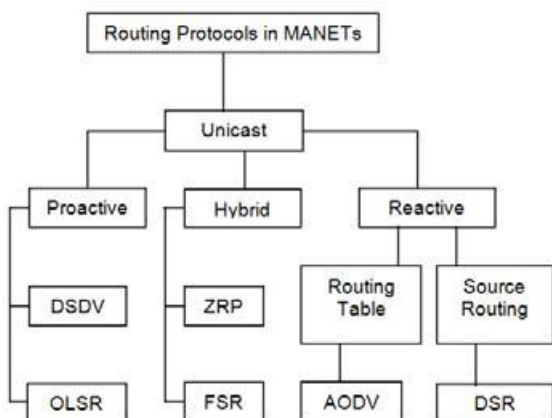 Routing Protocols in MANETs
Unicast
Proactive
Hybrid
Reactive
DSDV
ZRP
Routing
Table
Source
Routing
OLSR
FSR
AODV
DSR